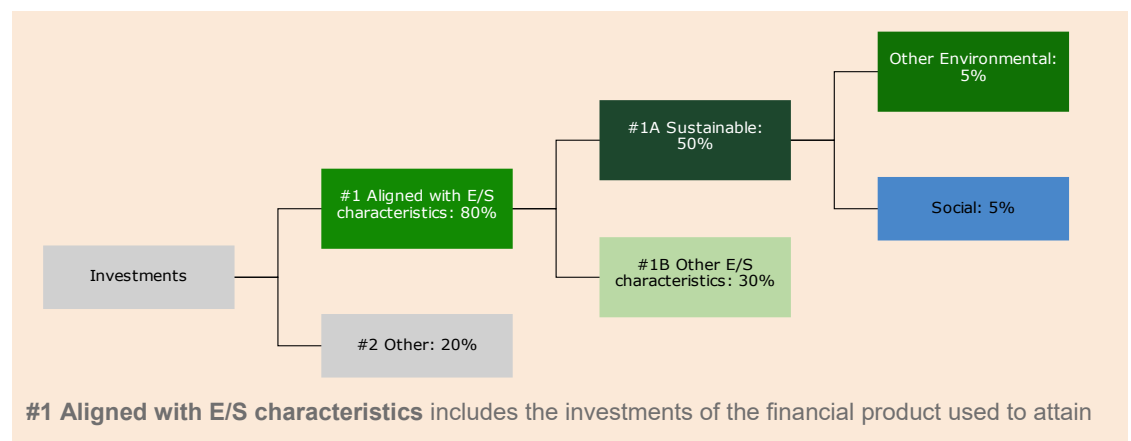 Other Environmental:
5%
#1A Sustainable:
50%
#1 Aligned with E/S
characteristics: 80%
Social: 5%
Investments
#1B Other E/S
characteristics: 30%
#2 Other: 20%
#1 Aligned with E/S characteristics includes the investments of the financial product used to attain